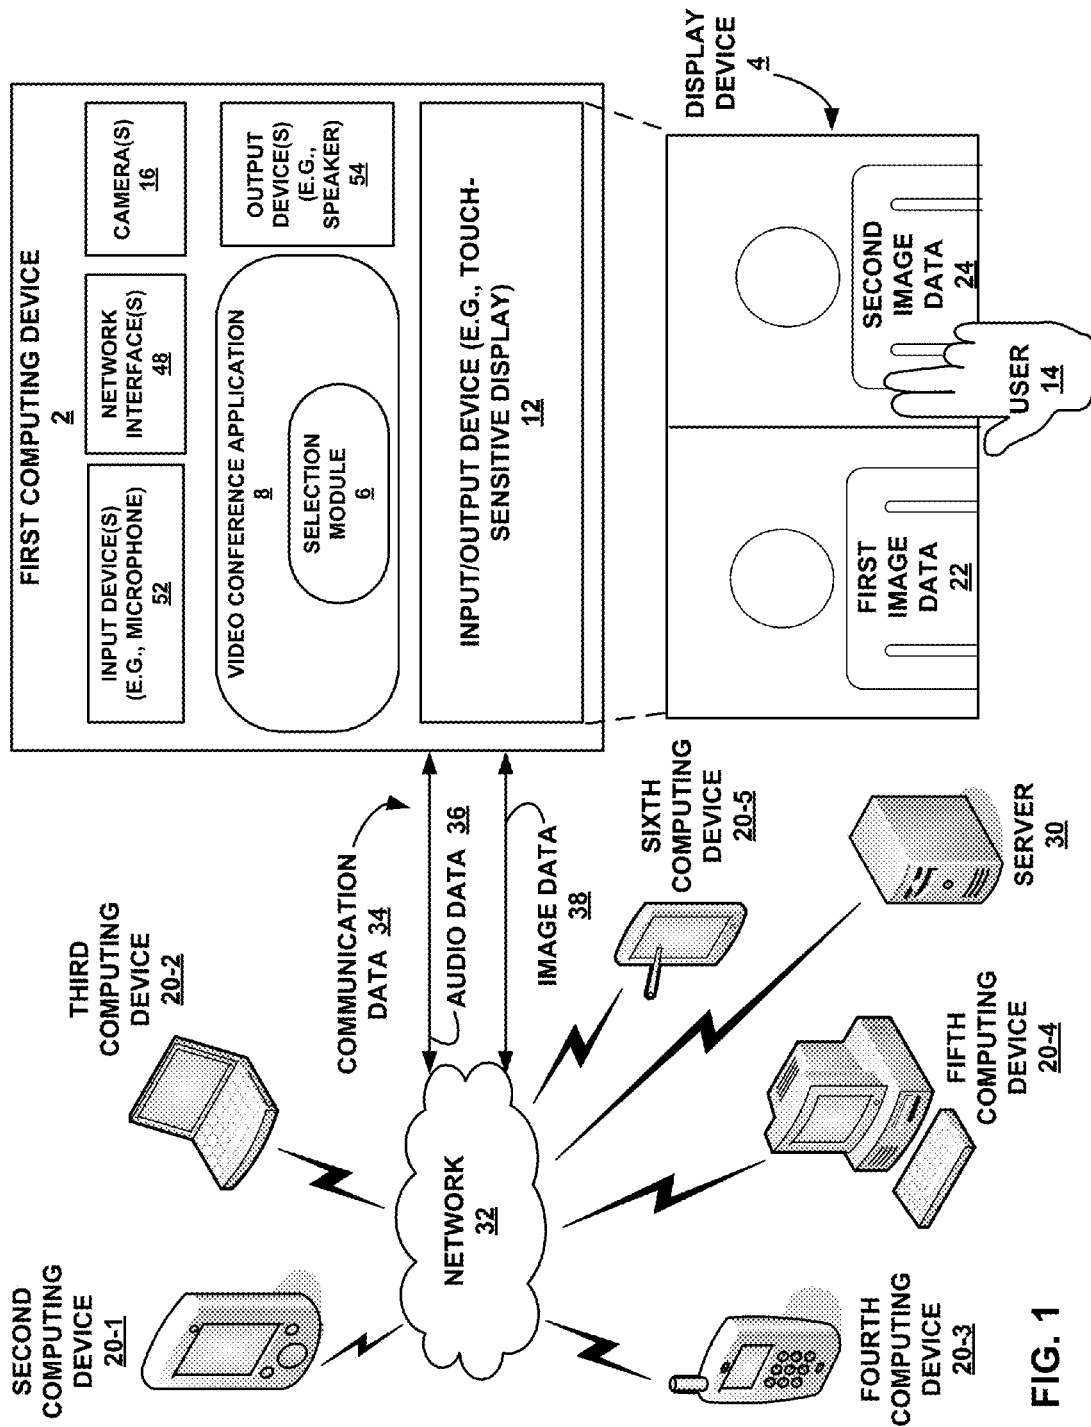 FIRST COMPUTING DEVICE
2
INPUT DEVICE(S)
(E.G., MICROPHONE)
52
NETWORK
INTERFACE(S)
48
CAMERA(S)
16
VIDEO CONFERENCE APPLICATION
8
SELECTION
MODULE
6
OUTPUT
DEVICE(S)
(E.G.,
SPEAKER)
54
INPUT/OUTPUT DEVICE (E.G., TOUCH-
SENSITIVE DISPLAY)
12
DISPLAY
DEVICE
4
FIRST
IMAGE
DATA
22
SECOND
IMAGE
DATA
24
USER
14
SECOND
COMPUTING
DEVICE
20-1
THIRD
COMPUTING
DEVICE
20-2
COMMUNICATION
DATA 34
AUDIO DATA 36
IMAGE DATA
38
NETWORK
32
SIXTH
COMPUTING
DEVICE
20-5
SERVER
30
FOURTH
COMPUTING
DEVICE
20-3
FIFTH
COMPUTING
DEVICE
20-4
FIG. 1